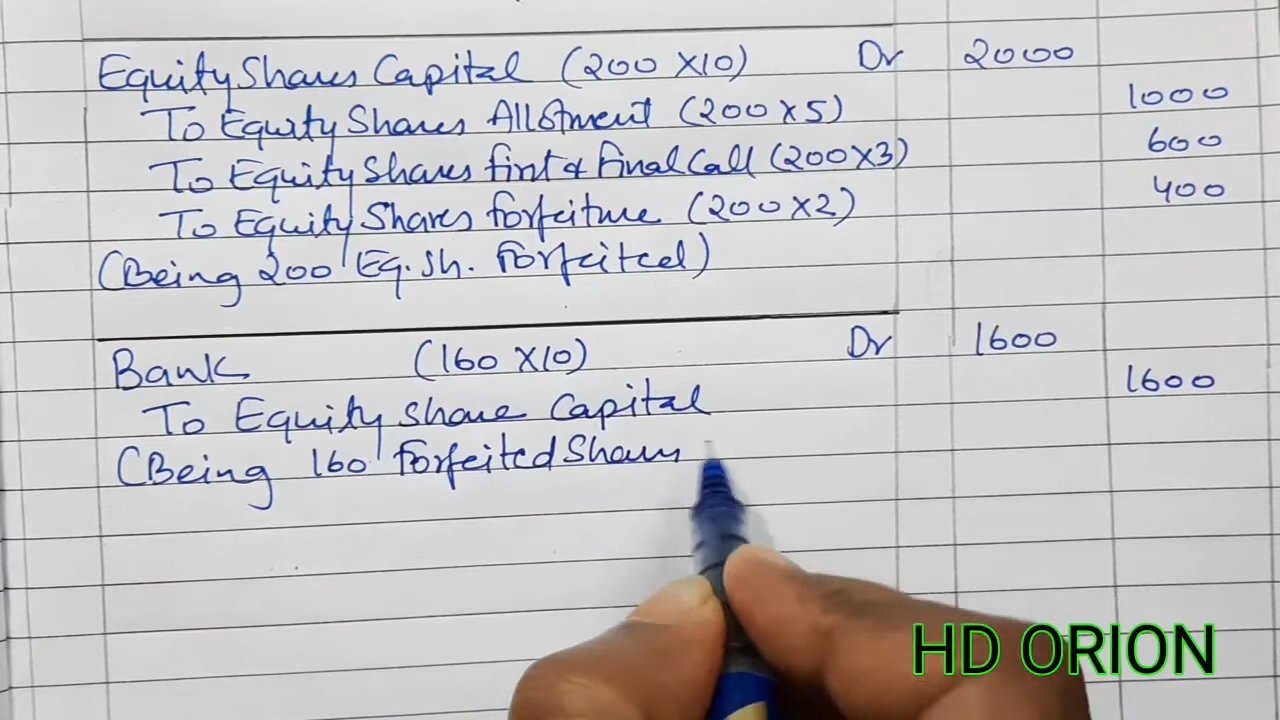 Equity Shares Capital (200 X10) Dr 2000
To Equity Shares Allotment (200 X 5) 1000
To Equity Shares first & Final Call (200 X 3) 600
To Equity Shares forfeiture (200 X 2) 400
(Being 200 Eq. Sh. Forfeited)
Bank (160 X10) Dr 1600
To Equity Share Capital 1600
(Being 160 Forfeited Shares
HD ORION